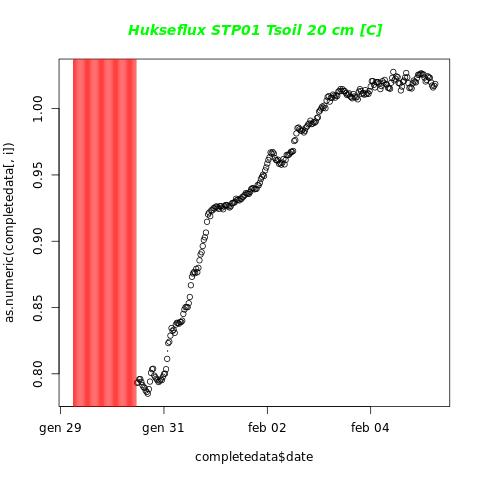 Hukseflux STP01 Tsoil 20 cm [C]
as.numeric(completedata[, i])
1.00
0.95
0.90
0.85
0.80
gen 29 gen 31 feb 02 feb 04
completedata$date